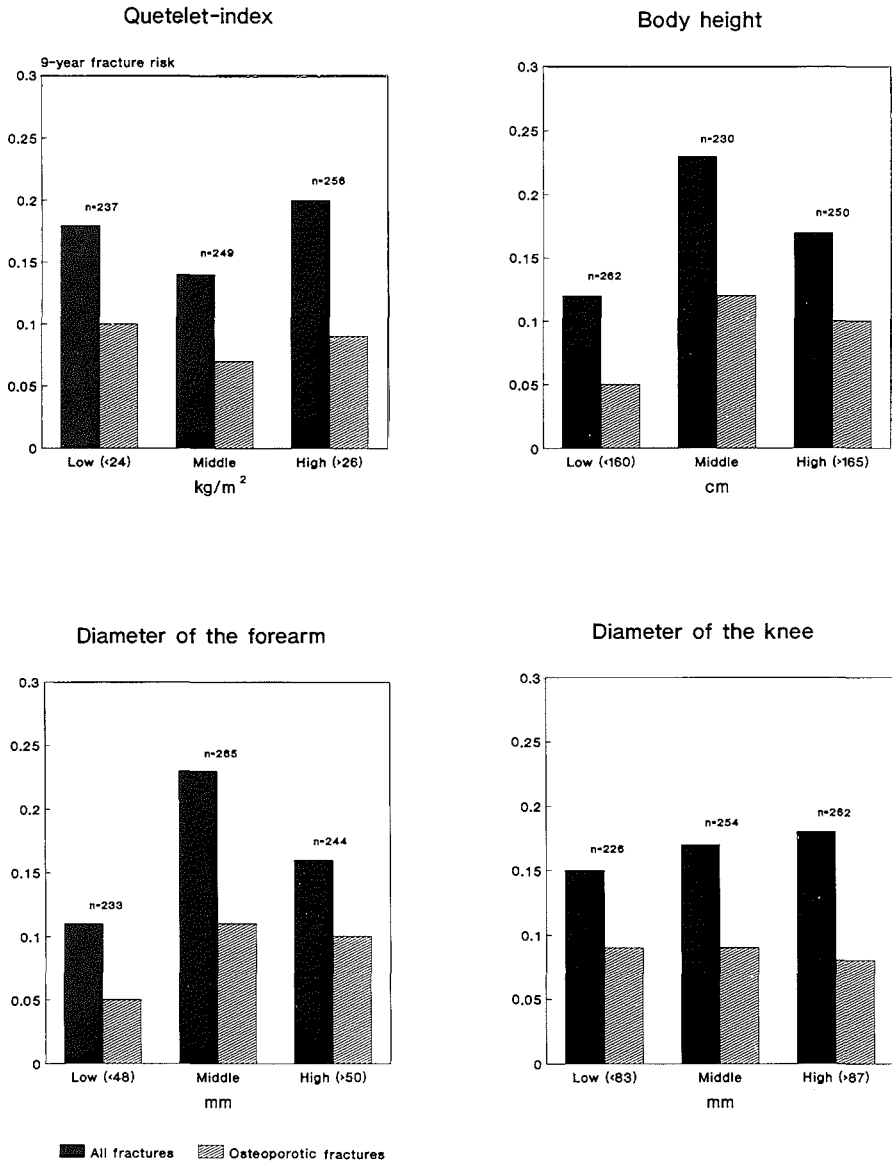 Quetelet-index
9-year fracture risk
0.3
0.25
0.2
0.15
0.1
0.05
0
n=237
n=249
n=256
Low (<24) Middle High (>26)
kg/m²
Body height
0.3
0.25
0.2
0.15
0.1
0.05
0
n=262
n=230
n=250
Low (<160) Middle High (>165)
cm
Diameter of the forearm
0.3
0.25
0.2
0.15
0.1
0.05
0
n=233
n=265
n=244
Low (<48) Middle High (>50)
mm
Diameter of the knee
0.3
0.25
0.2
0.15
0.1
0.05
0
n=226
n=254
n=262
Low (<83) Middle High (>87)
mm
All fractures Osteoporotic fractures